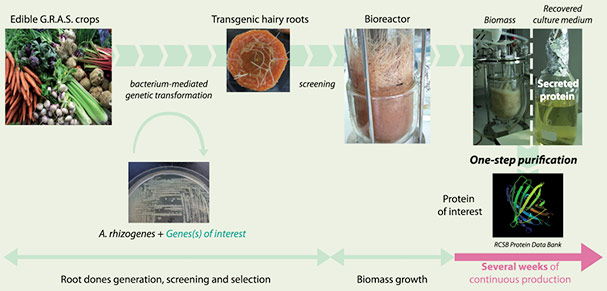 Edible G.R.A.S. crops
Transgenic hairy roots
Bioreactor
Biomass
Recovered
culture medium
bacterium-mediated
genetic transformation
screening
Secreted
protein
One-step purification
Protein
of interest
A. rhizogenes + Genes(s) of interest
RCSB Protein Data Bank
Root dones generation, screening and selection
Biomass growth
Several weeks of
continuous production